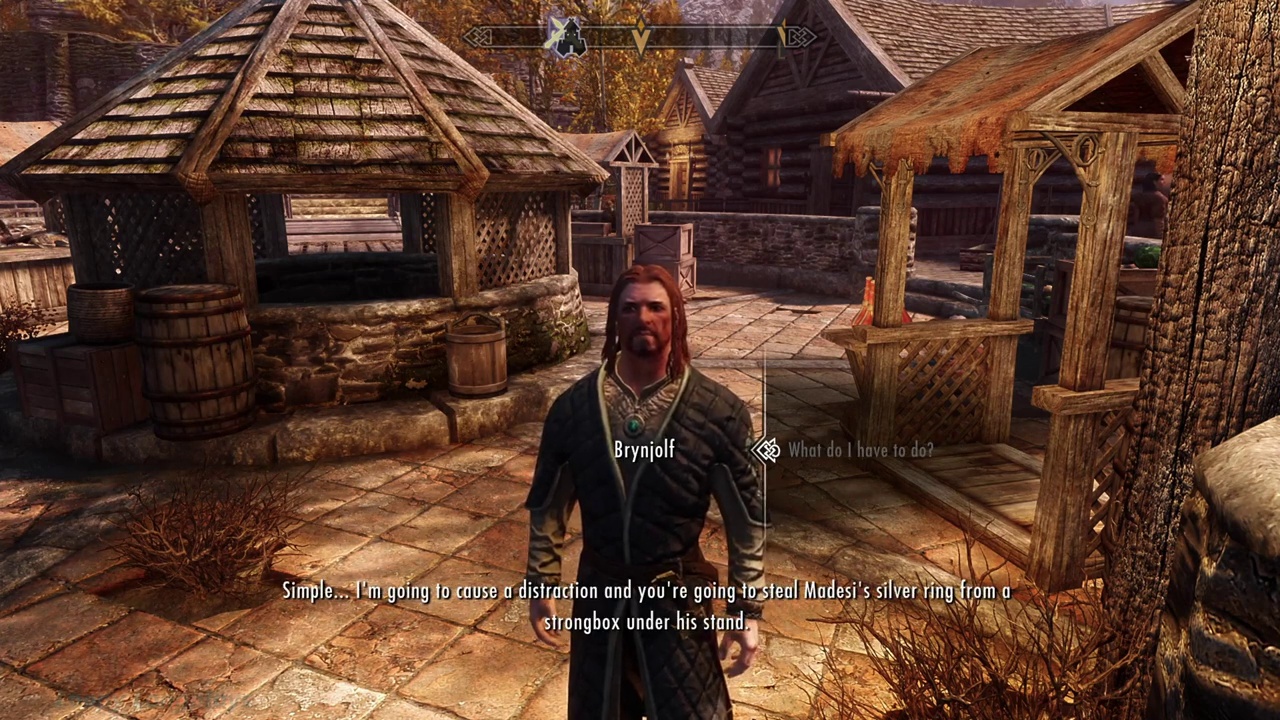 Brynjolf
What do I have to do?
Simple... I'm going to cause a distraction and you're going to steal Madesi's silver ring from a
strongbox under his stand.